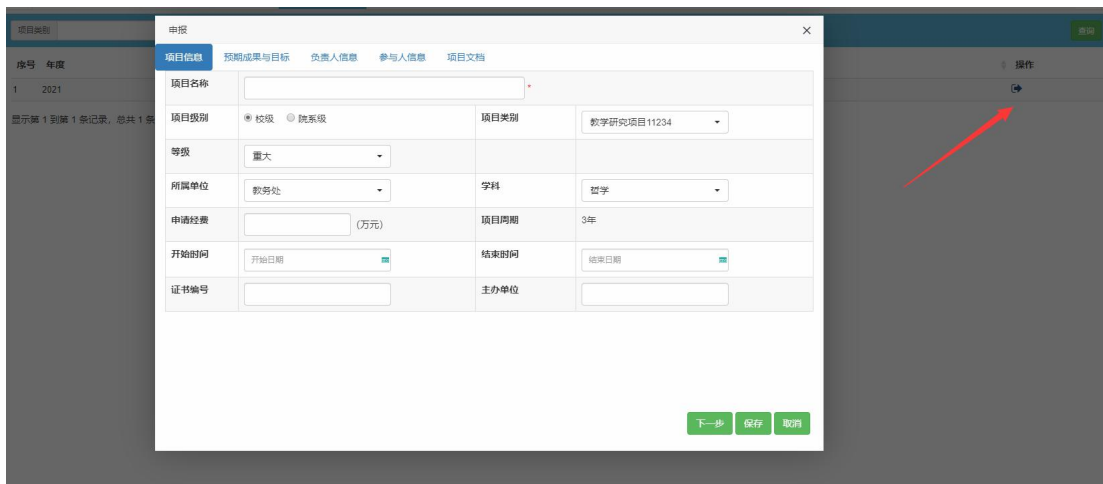 项目类别
查询
申报 ×
项目信息 预期成果与目标 负责人信息 参与人信息 项目文档
序号 年度 操作
1 2021
显示第 1 到第 1 条记录，总共 1 条
项目名称 *
项目级别 校级 院系级 项目类别 教学研究项目11234
等级 重大
所属单位 教务处 学科 哲学
申请经费 (万元) 项目周期 3年
开始时间 开始日期 结束时间 结束日期
证书编号 主办单位
下一步 保存 取消